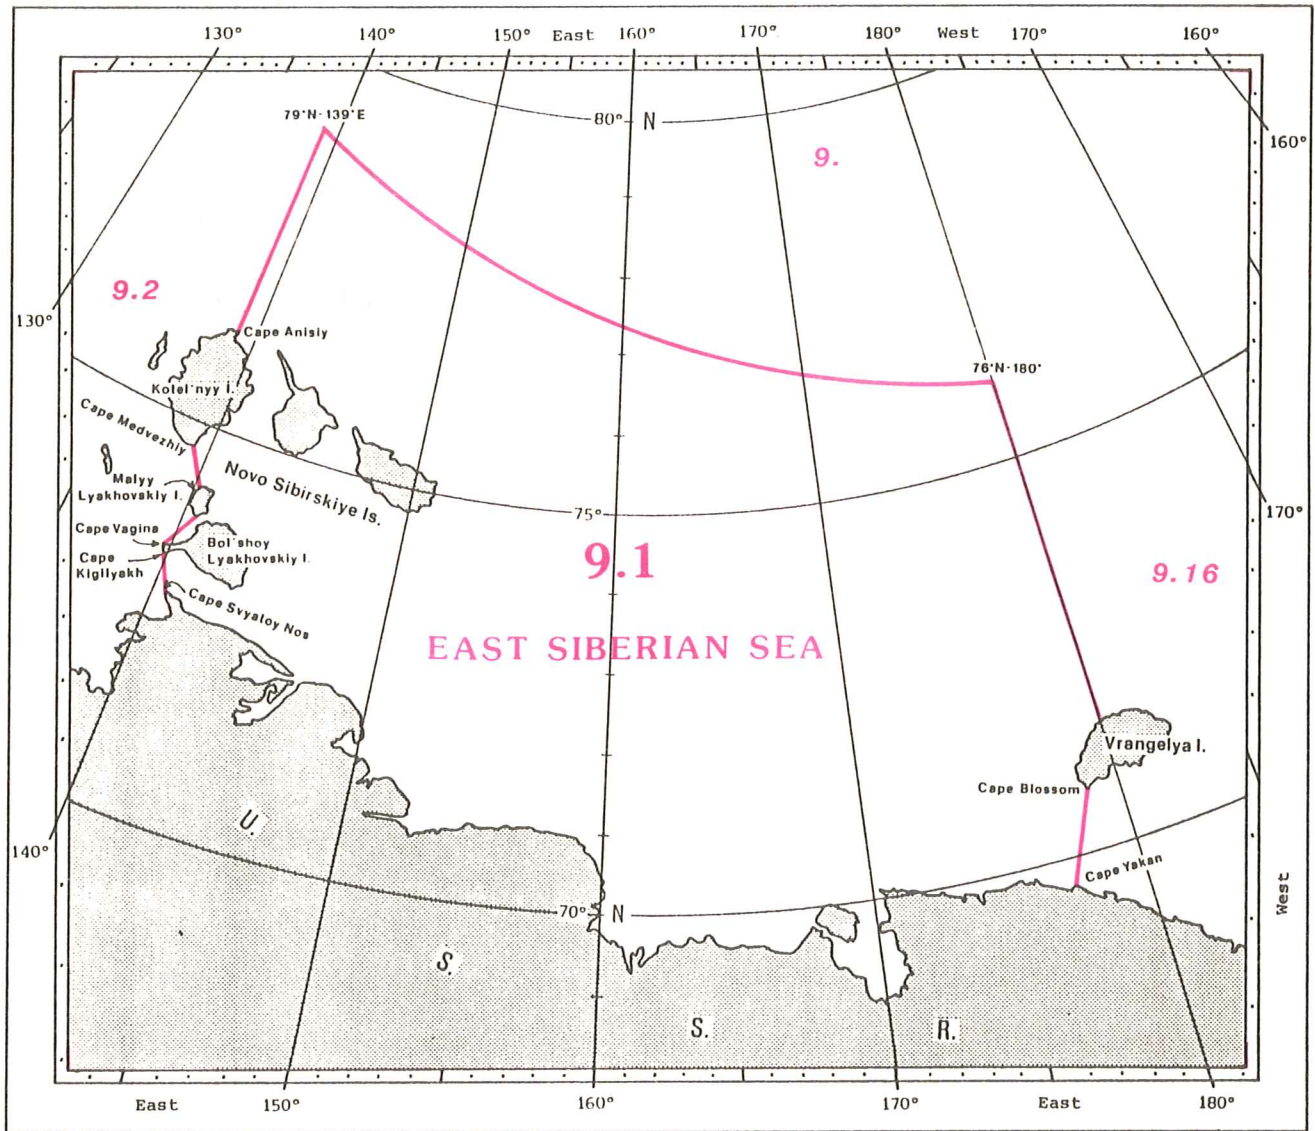 130° 140° 150° East 160° 170° 180° West 170° 160°
79°N-139°E
80° N
9.
160°
9.2
130°
Cape Anisiy
Kotel'nyy I.
76°N-180°
Cape Medvezhiy
Novo Sibirskiye Is.
Malyy
Lyakhovskiy I.
75°
170°
Cape Vagina
Bol'shoy
Lyakhovskiy I.
Cape
Kigilyakh
9.1
9.16
Cape Svyatoy Nos
EAST SIBERIAN SEA
Vrangelya I.
Cape Blossom
U.
140°
Cape Yakan
West
70° N
S.
S.
R.
East 150° 160° 170° East 180°